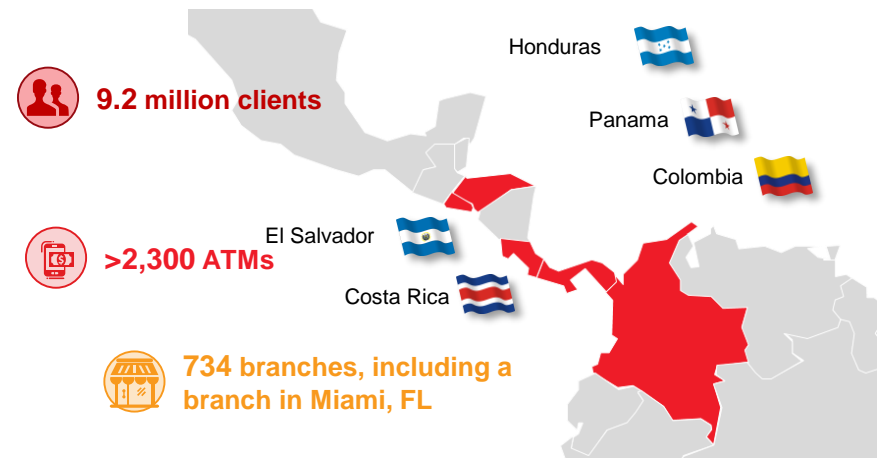 Honduras
9.2 million clients
Panama
Colombia
El Salvador
>2,300 ATMs
Costa Rica
734 branches, including a
branch in Miami, FL